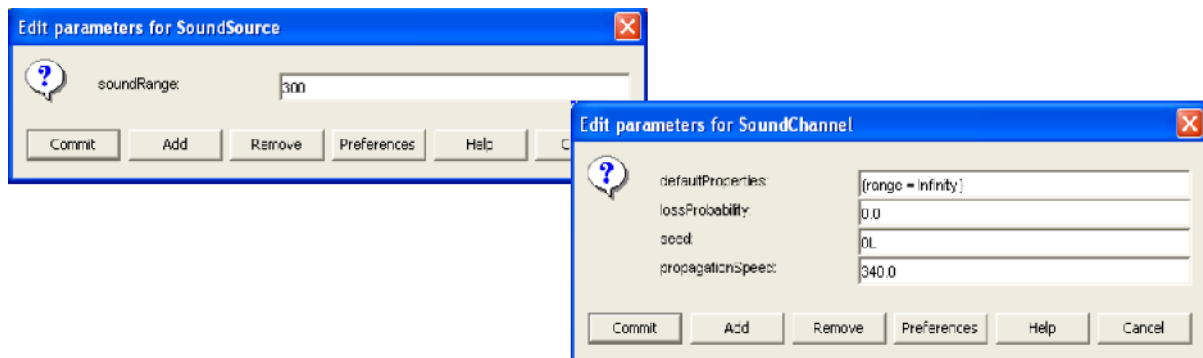 Edit parameters for SoundSource
soundRange: 300
Commit Add Remove Preferences Help C
Edit parameters for SoundChannel
defaultProperties: {range = Infinity}
lossProbability: 0.0
seed: 0L
propagationSpeed: 340.0
Commit Add Remove Preferences Help Cancel